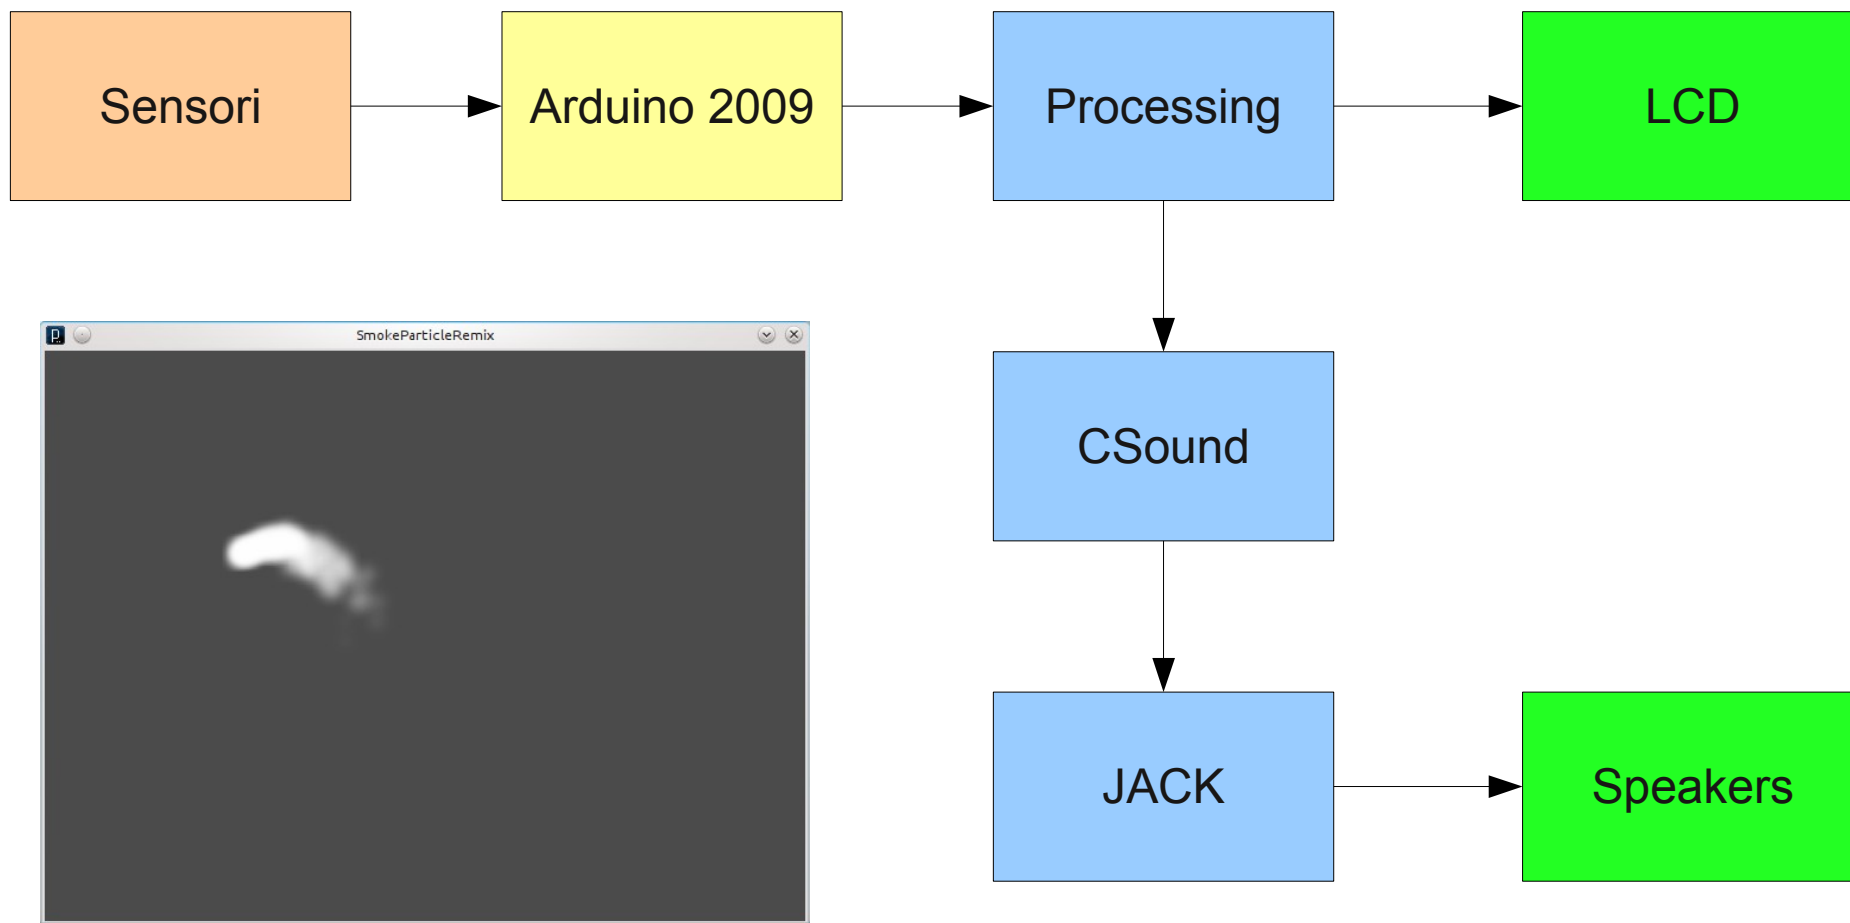 Sensori
Arduino 2009
Processing
LCD
SmokeParticleRemix
CSound
JACK
Speakers